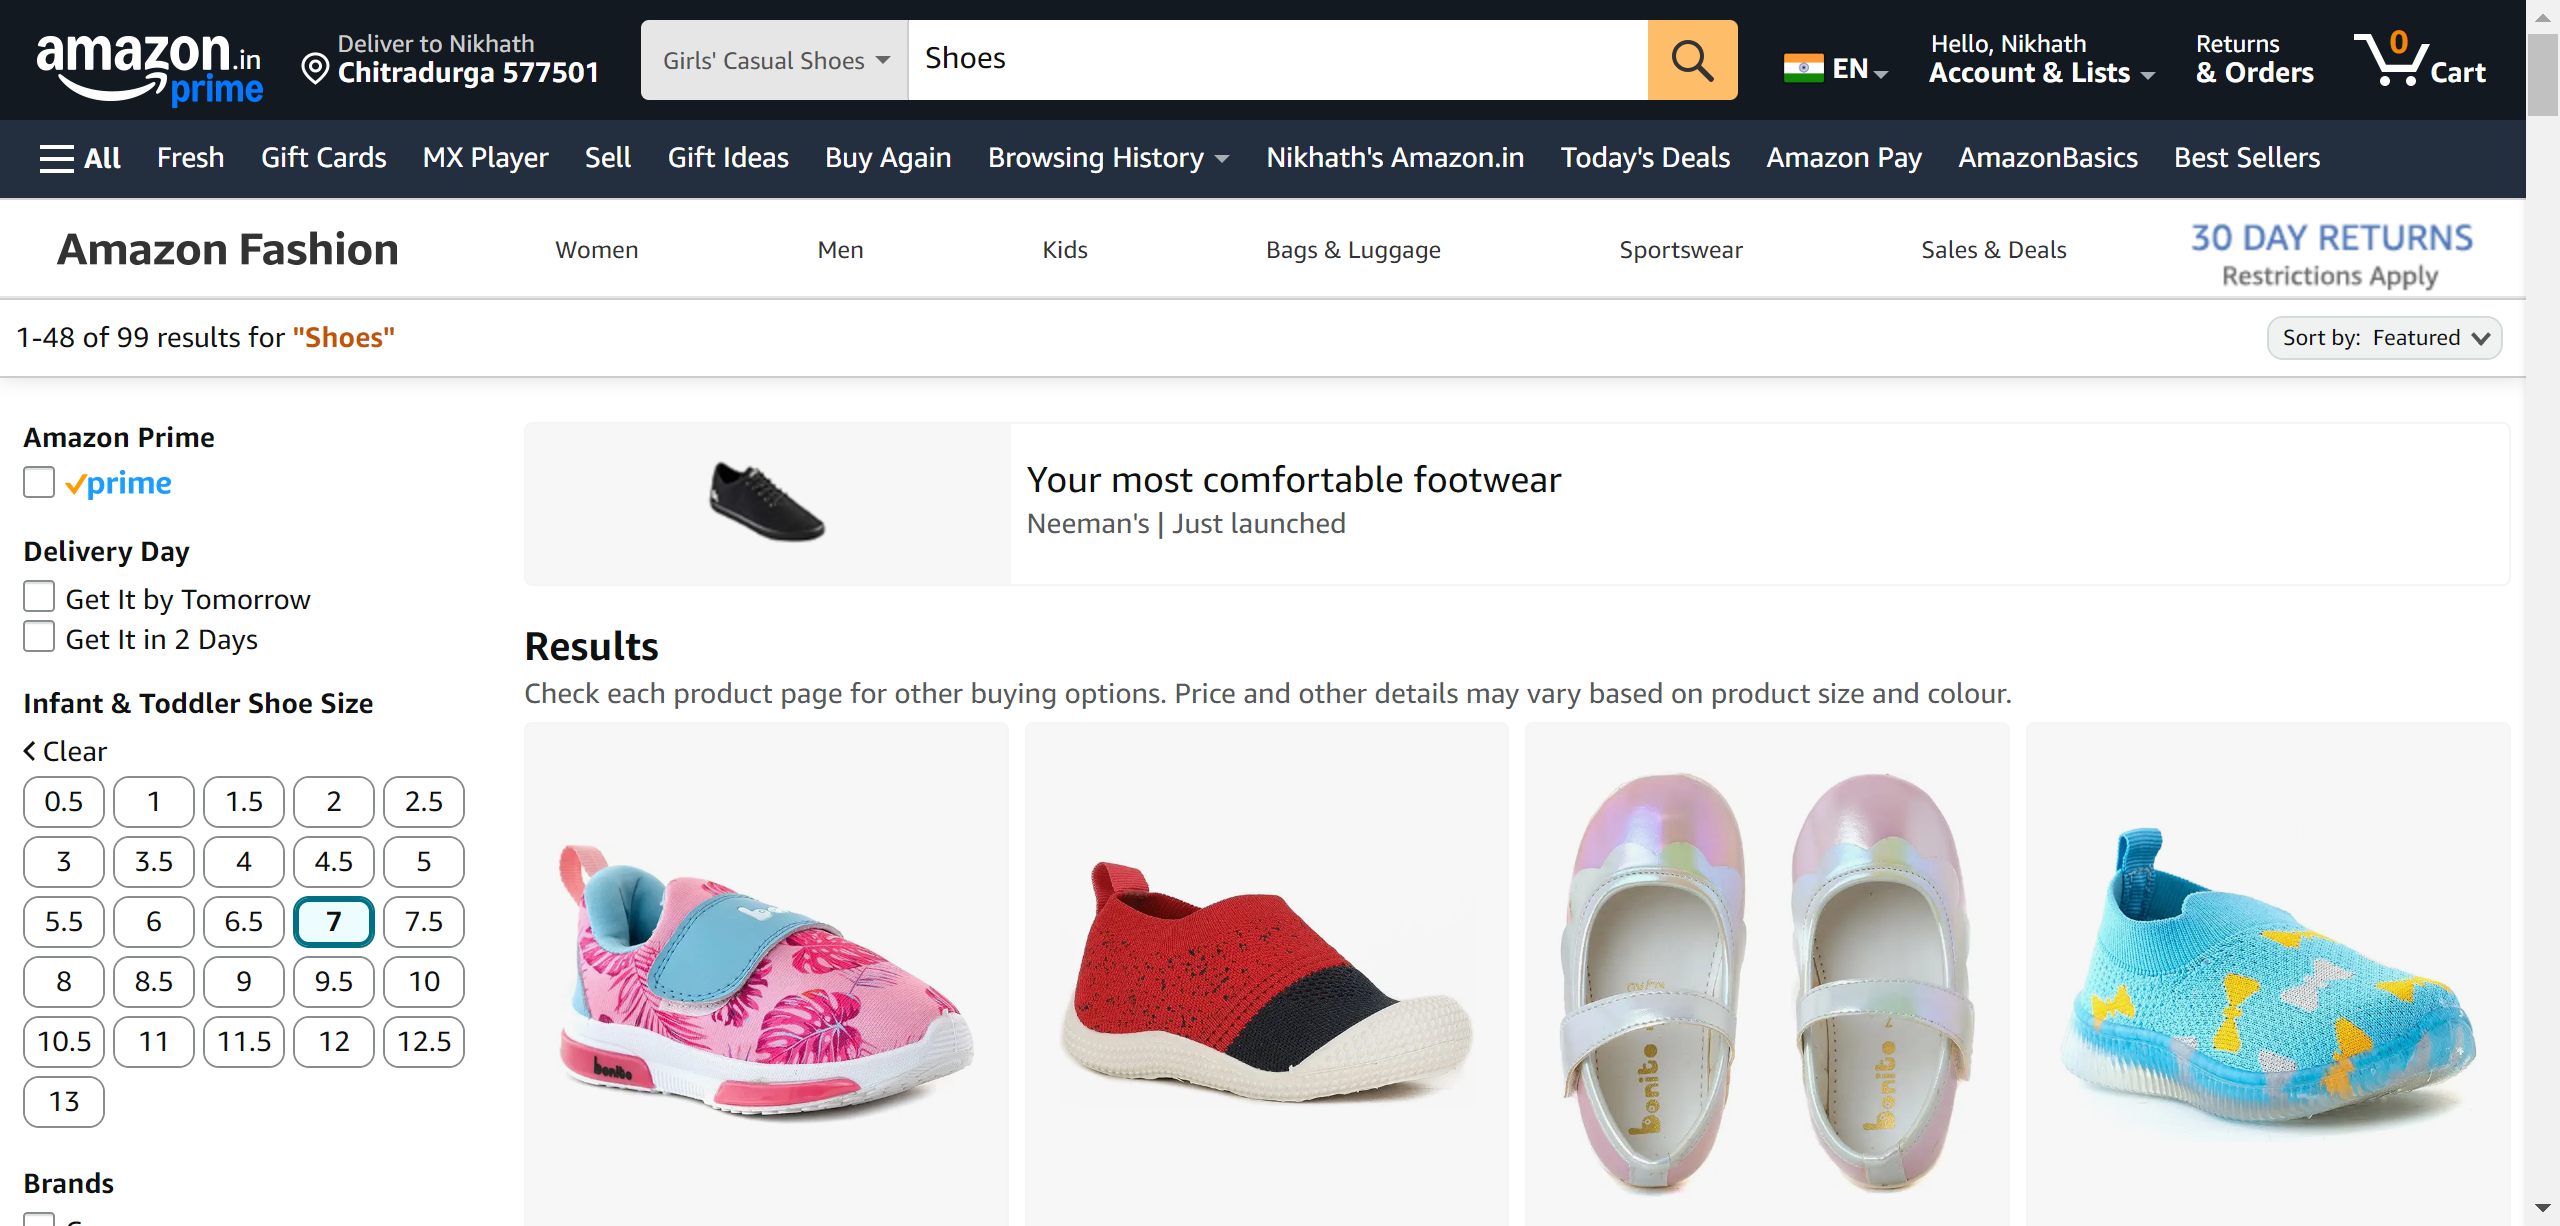 amazon.in
prime
Deliver to Nikhath
Chitradurga 577501
Girls' Casual Shoes
Shoes
EN
Hello, Nikhath
Account & Lists
Returns
& Orders
0
Cart
All Fresh Gift Cards MX Player Sell Gift Ideas Buy Again Browsing History Nikhath's Amazon.in Today's Deals Amazon Pay AmazonBasics Best Sellers
Amazon Fashion Women Men Kids Bags & Luggage Sportswear Sales & Deals
30 DAY RETURNS
Restrictions Apply
1-48 of 99 results for "Shoes"
Sort by: Featured
Amazon Prime
prime
Delivery Day
Get It by Tomorrow
Get It in 2 Days
Infant & Toddler Shoe Size
Clear
0.5 1 1.5 2 2.5
3 3.5 4 4.5 5
5.5 6 6.5 7 7.5
8 8.5 9 9.5 10
10.5 11 11.5 12 12.5
13
Brands
Your most comfortable footwear
Neeman's | Just launched
Results
Check each product page for other buying options. Price and other details may vary based on product size and colour.
bonito
bonito
bonito